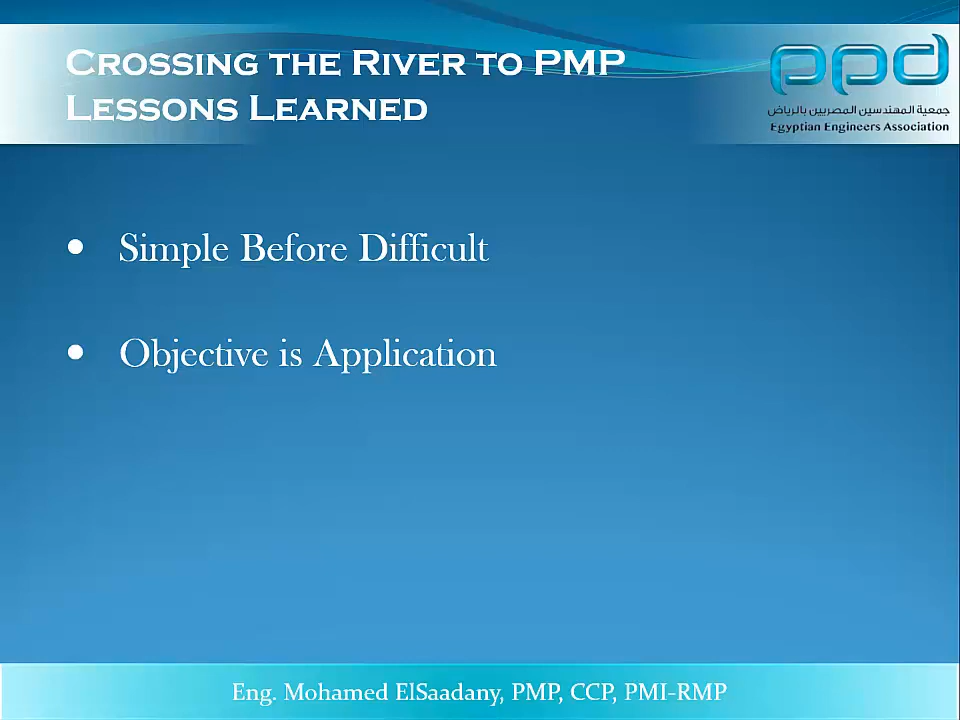 Crossing the River to PMP
Lessons Learned
ppd
جمعية المهندسين المصريين بالرياض
Egyptian Engineers Association
• Simple Before Difficult
• Objective is Application
Eng. Mohamed ElSaadany, PMP, CCP, PMI-RMP